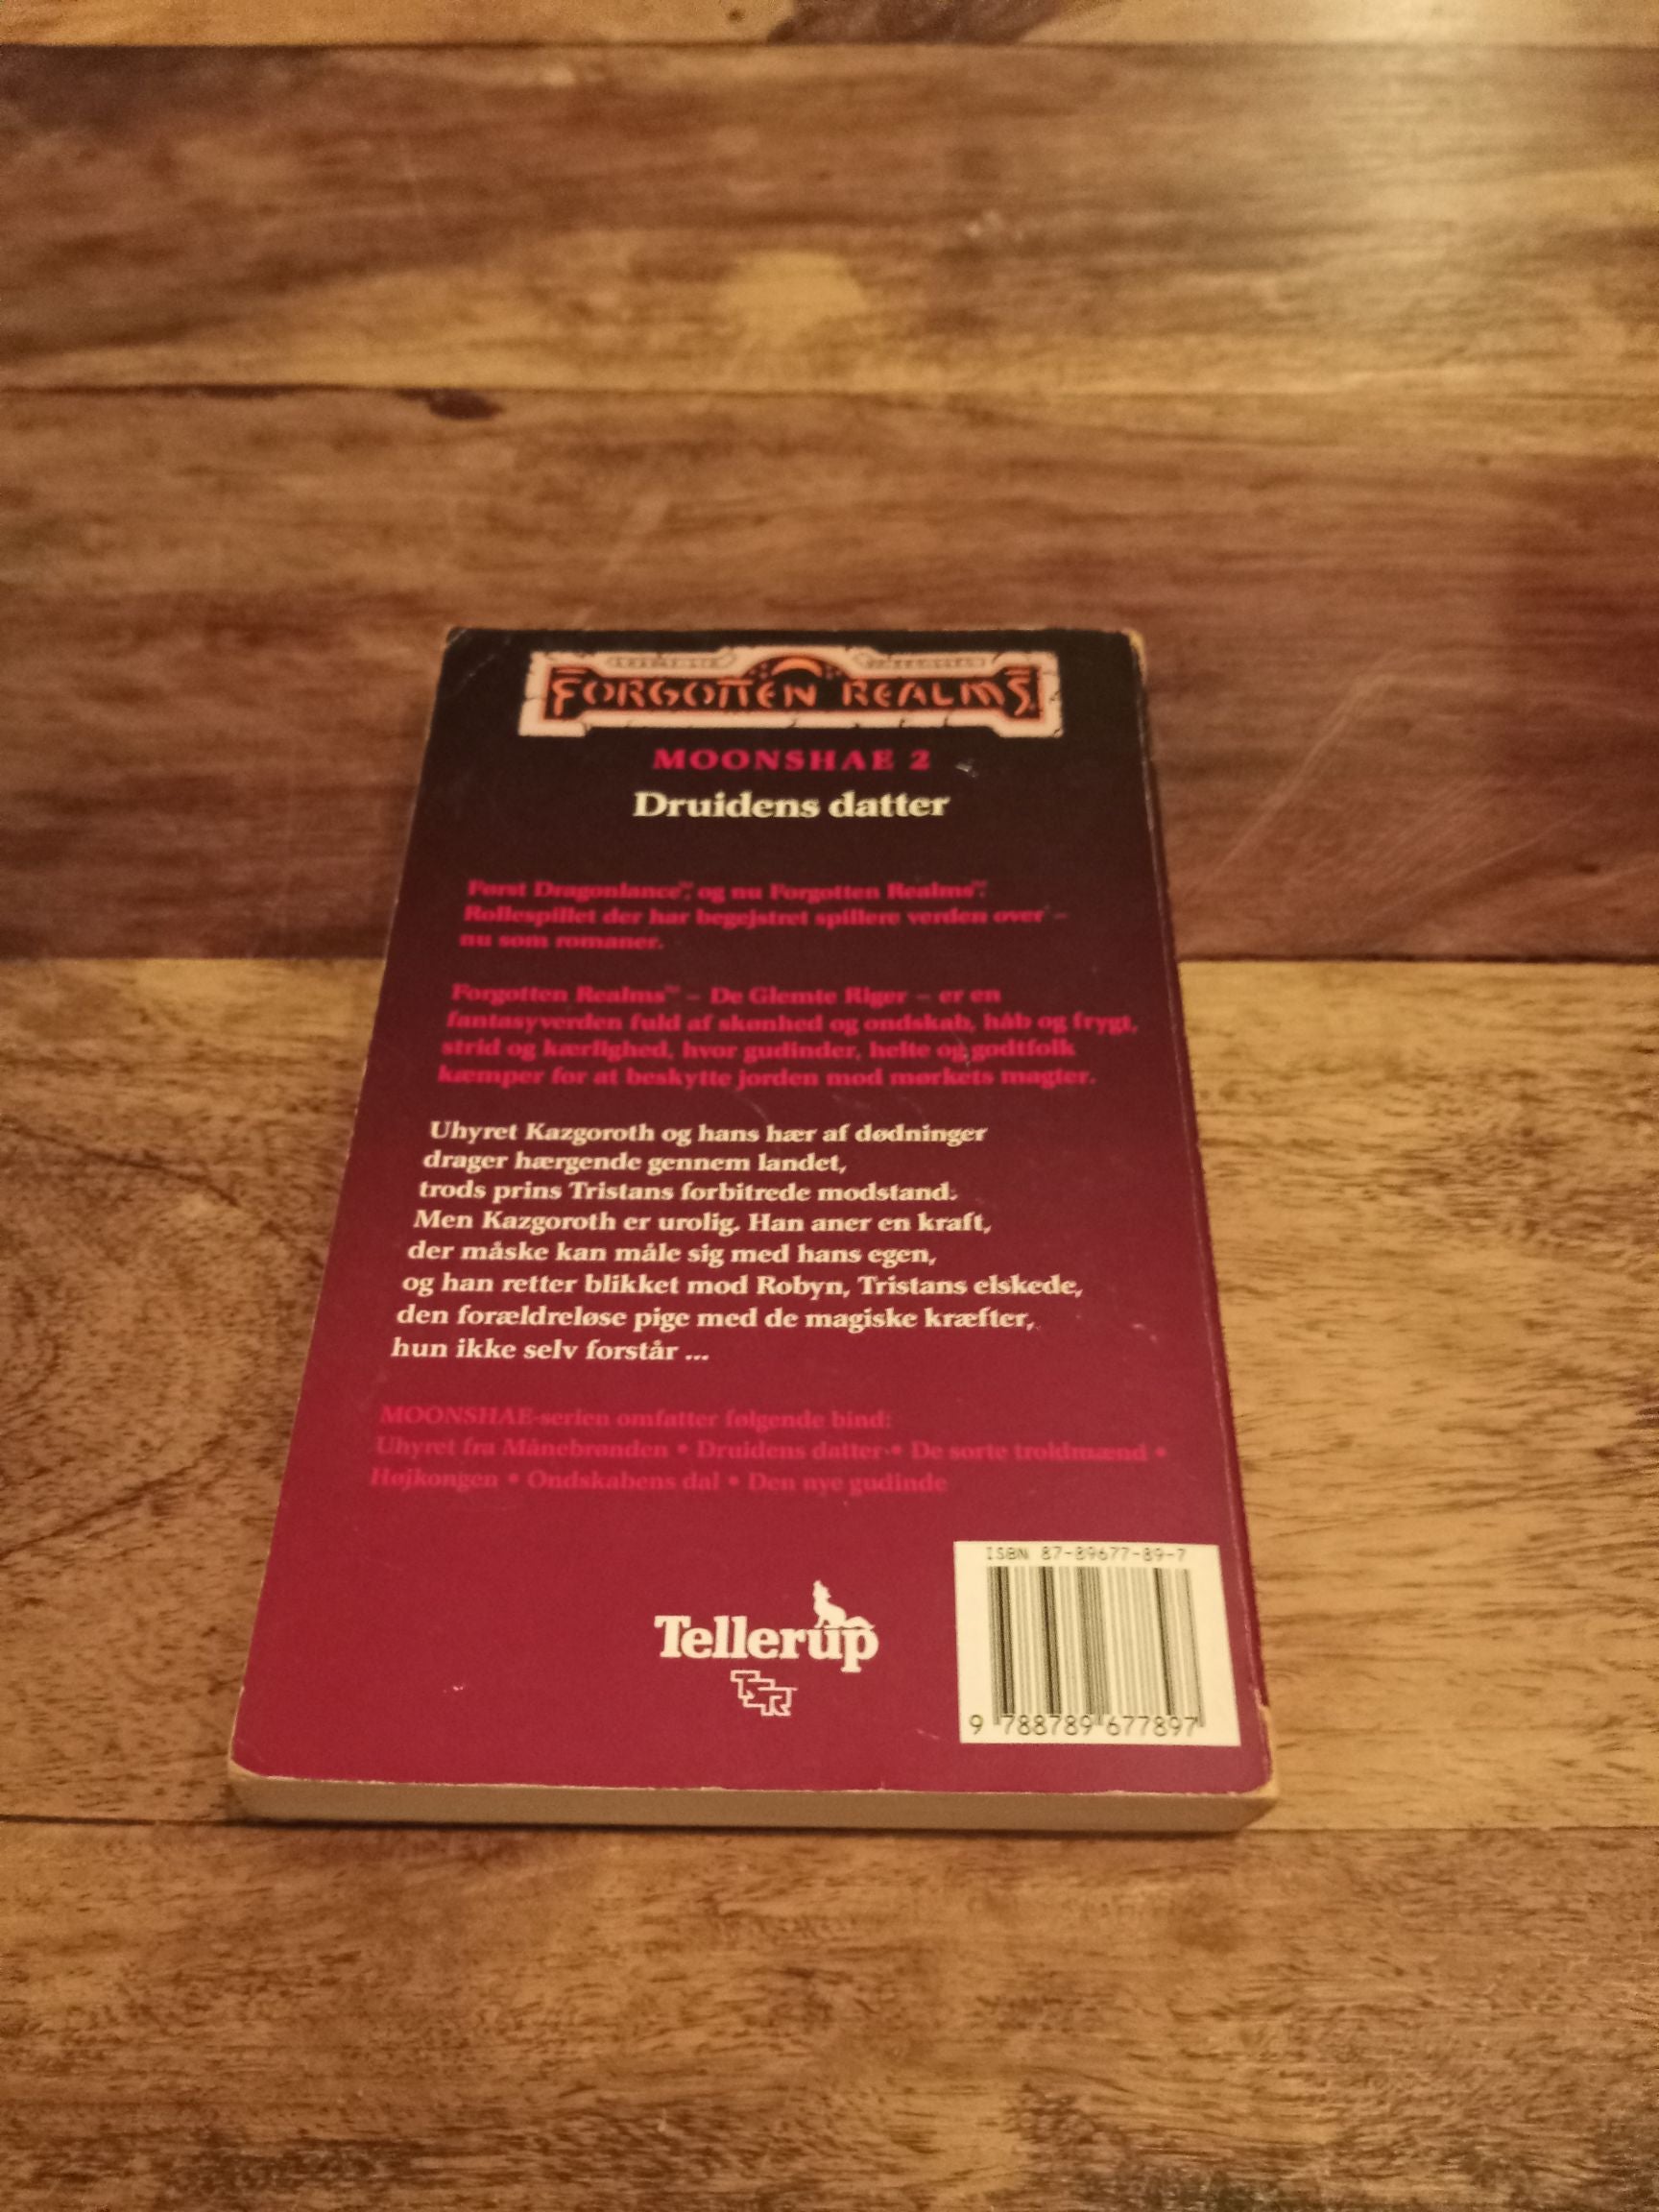 FORGOTTEN REALMS
MOONSHAE 2
Druidens datter
Først Dragonlance™, og nu Forgotten Realms™.
Rollespillet der har begejstret spillere verden over –
nu som romaner.
Forgotten Realms™ – De Glemte Riger – er en
fantasyverden fuld af skønhed og ondskab, håb og frygt,
strid og kærlighed, hvor gudinder, helte og godtfolk
kæmper for at beskytte jorden mod mørkets magter.
Uhyret Kazgoroth og hans hær af dødninger
drager hærgende gennem landet,
trods prins Tristans forbitrede modstand.
Men Kazgoroth er urolig. Han aner en kraft,
der måske kan måle sig med hans egen,
og han retter blikket mod Robyn, Tristans elskede,
den forældreløse pige med de magiske kræfter,
hun ikke selv forstår ...
MOONSHAE-serien omfatter følgende bind:
Uhyret fra Månebrønden • Druidens datter • De sorte troldmænd •
Højkongen • Ondskabens dal • Den nye gudinde
ISBN 87-89677-89-7
Tellerup
TSR
9 788789 677897